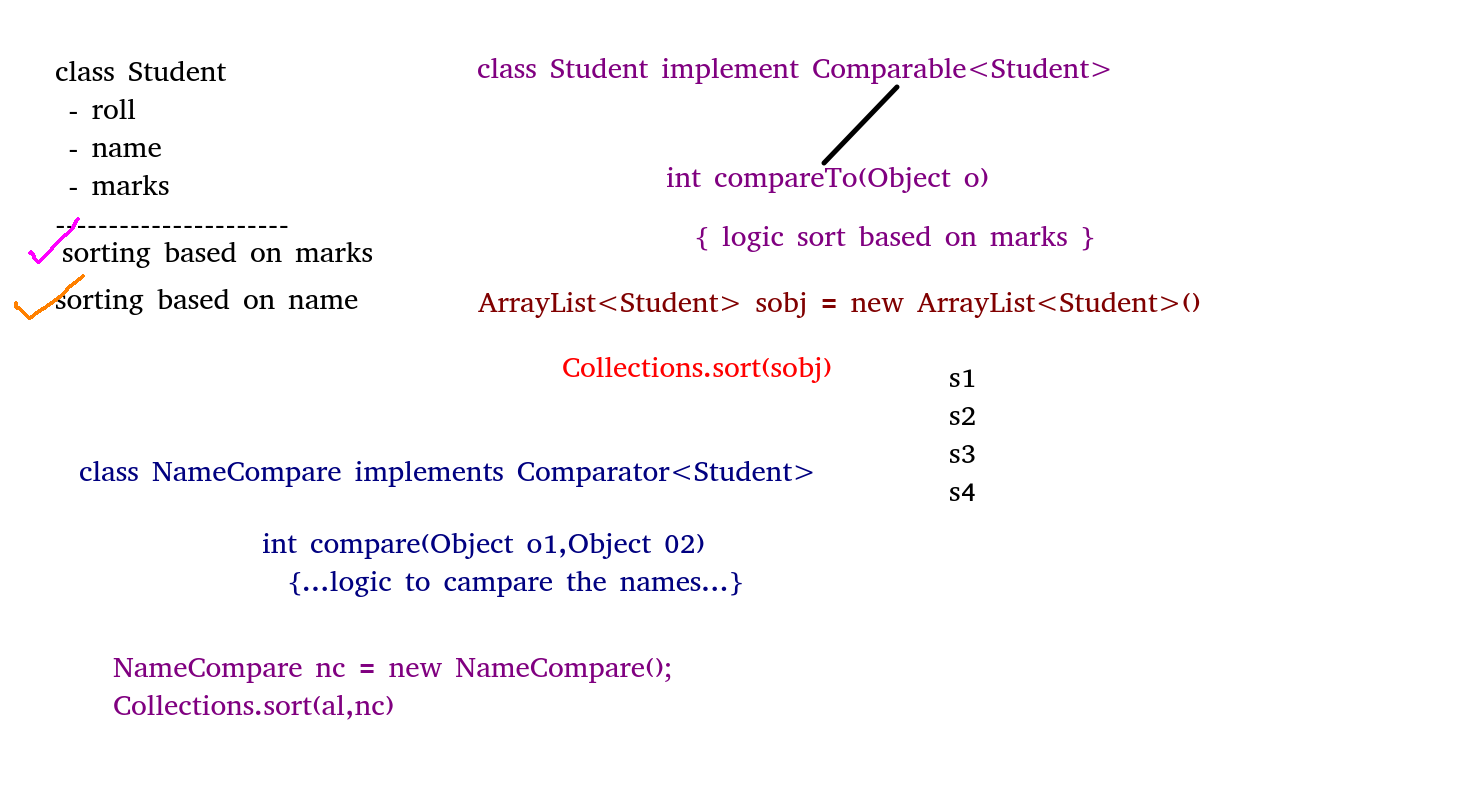 class Student
- roll
- name
- marks
----------------------
sorting based on marks
sorting based on name
class Student implement Comparable<Student>
int compareTo(Object o)
{ logic sort based on marks }
ArrayList<Student> sobj = new ArrayList<Student>()
Collections.sort(sobj)
s1
s2
s3
s4
class NameCompare implements Comparator<Student>
int compare(Object o1,Object 02)
{...logic to campare the names...}
NameCompare nc = new NameCompare();
Collections.sort(al,nc)